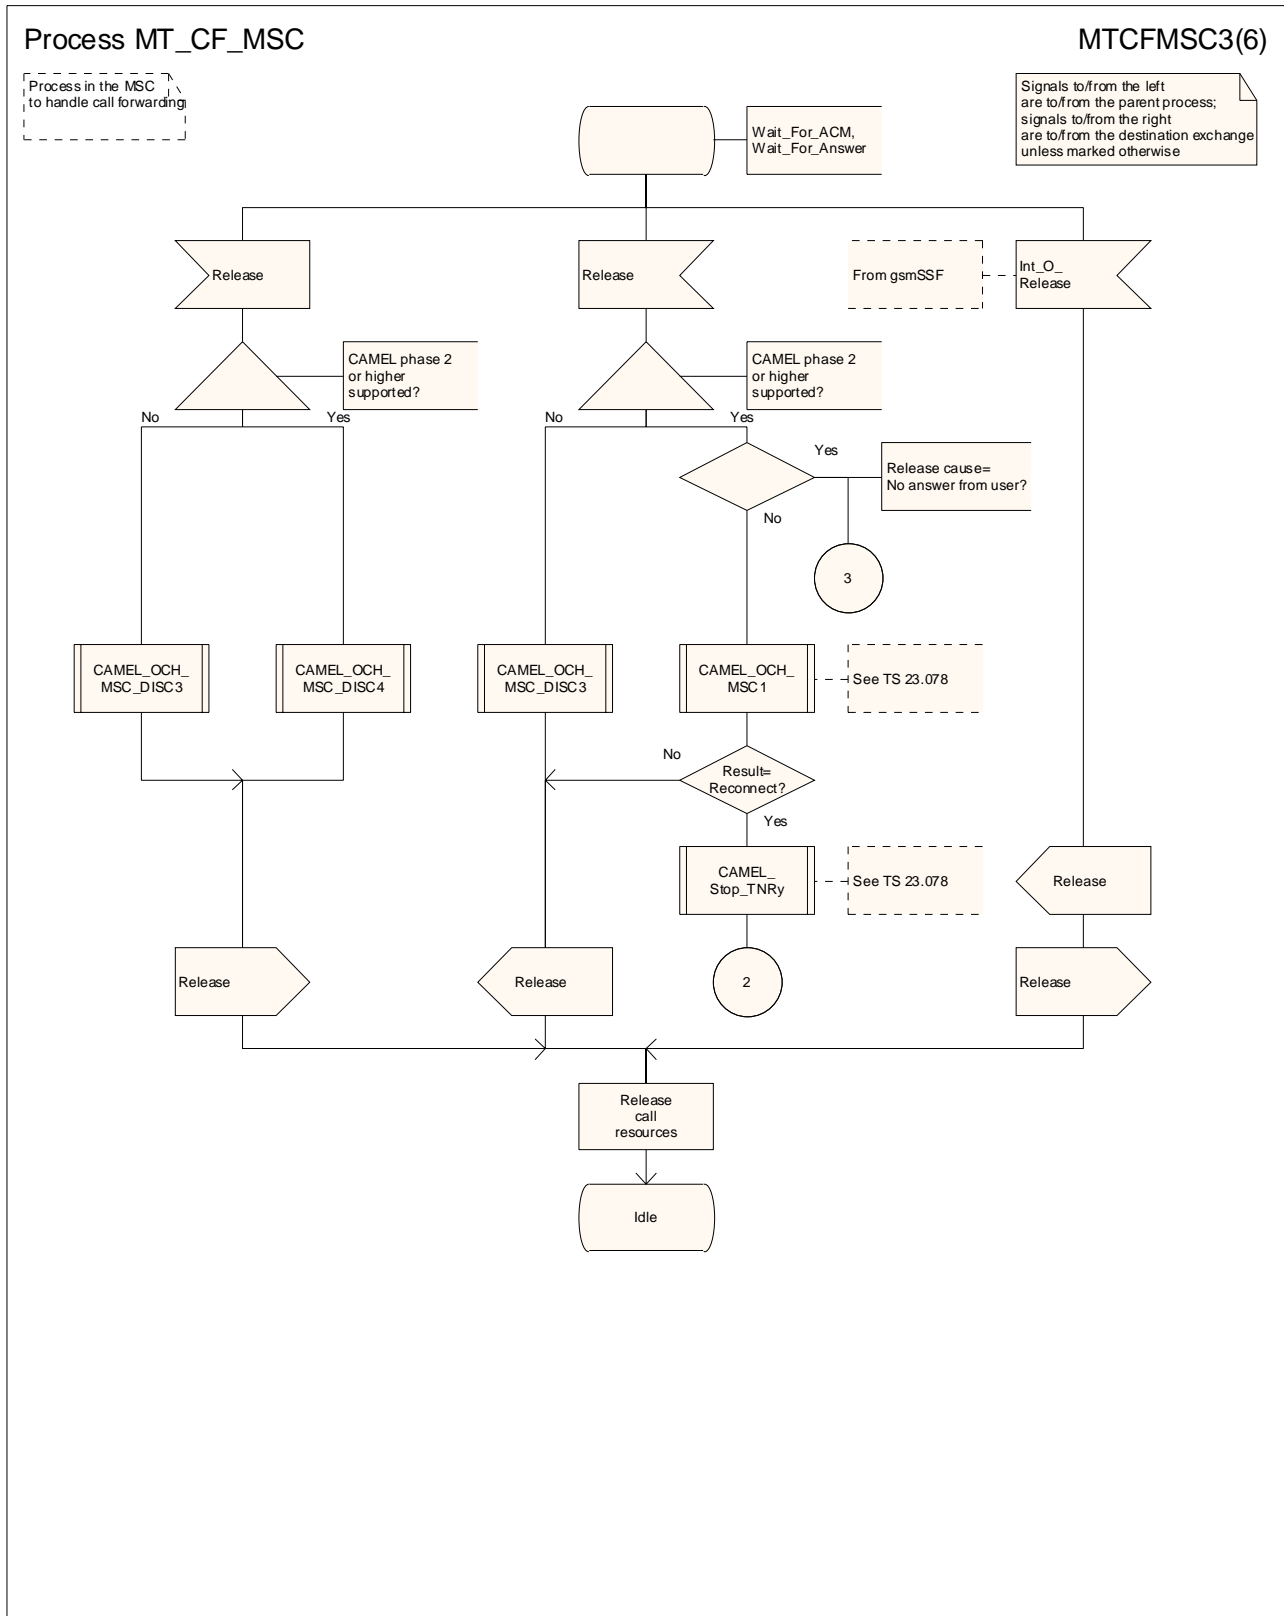 Process MT_CF_MSC
MTCFMSC3(6)
Process in the MSC
to handle call forwarding
Signals to/from the left
are to/from the parent process;
signals to/from the right
are to/from the destination exchange
unless marked otherwise
Wait_For_ACM,
Wait_For_Answer
Release
Release
From gsmSSF
Int_O_
Release
CAMEL phase 2
or higher
supported?
CAMEL phase 2
or higher
supported?
No
Yes
No
Yes
Yes
Release cause=
No answer from user?
No
3
CAMEL_OCH_
MSC_DISC3
CAMEL_OCH_
MSC_DISC4
CAMEL_OCH_
MSC_DISC3
CAMEL_OCH_
MSC1
See TS 23.078
No
Result=
Reconnect?
Yes
CAMEL_
Stop_TNRy
See TS 23.078
Release
Release
Release
2
Release
Release
call
resources
Idle